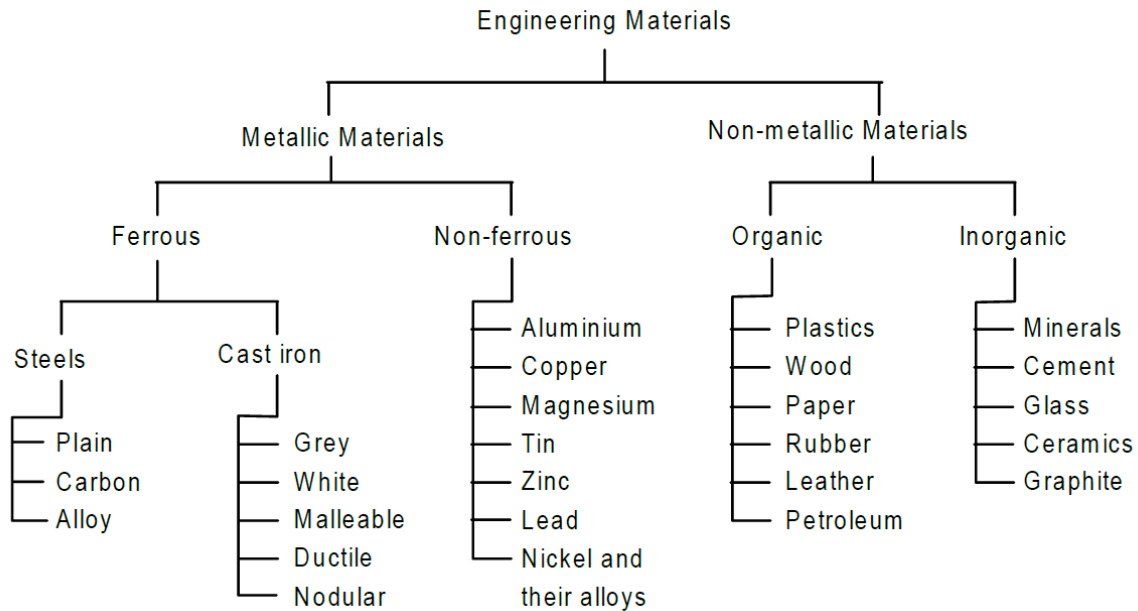 Engineering Materials
Metallic Materials
Non-metallic Materials
Ferrous
Non-ferrous
Organic
Inorganic
Steels
Cast iron
Plain
Carbon
Alloy
Grey
White
Malleable
Ductile
Nodular
Aluminium
Copper
Magnesium
Tin
Zinc
Lead
Nickel and
their alloys
Plastics
Wood
Paper
Rubber
Leather
Petroleum
Minerals
Cement
Glass
Ceramics
Graphite